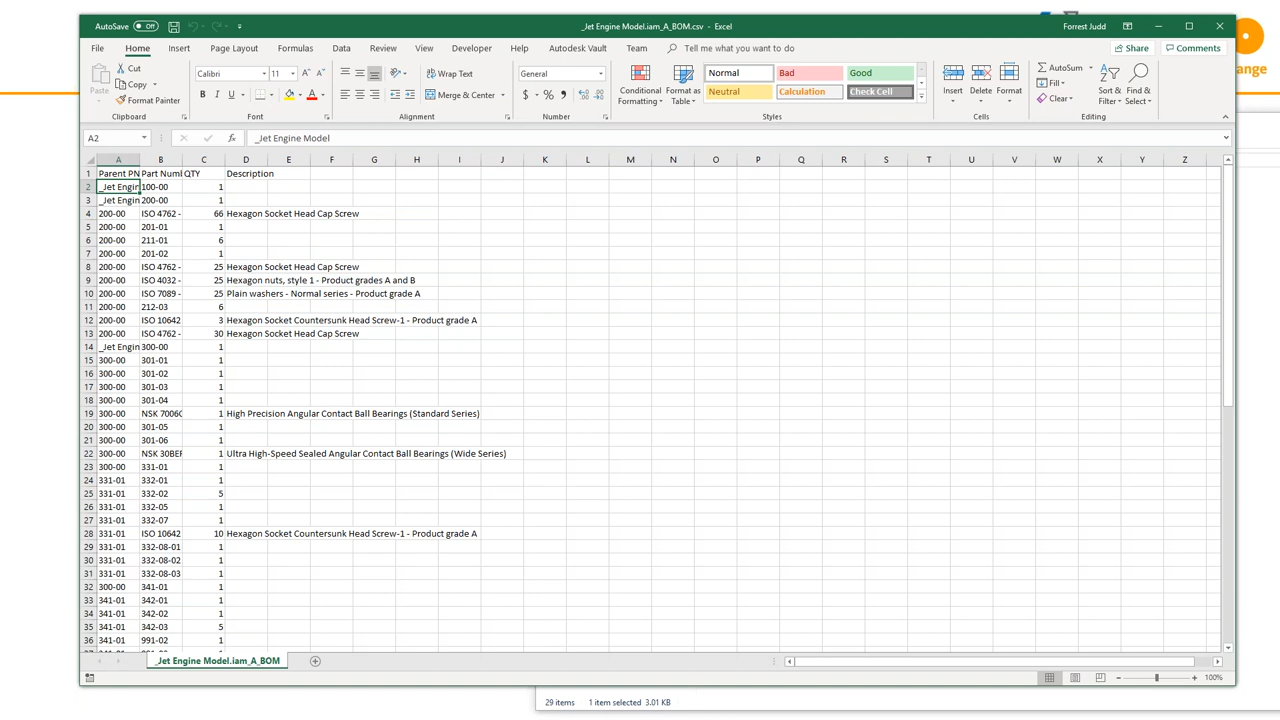 AutoSave Off
_Jet Engine Model.iam_A_BOM.csv - Excel
Forrest Judd
File Home Insert Page Layout Formulas Data Review View Developer Help Autodesk Vault Team Tell me what you want to do Share Comments
ange
Paste
Cut
Copy
Format Painter
Clipboard
Calibri 11
B I U
Font
Wrap Text
Merge & Center
Alignment
General
$ % ,
Number
Conditional Formatting
Format as Table
Normal Bad Good
Neutral Calculation Check Cell
Styles
Insert Delete Format
Cells
AutoSum
Fill
Clear
Sort & Filter
Find & Select
Editing
A2 fx _Jet Engine Model
A B C D E F G H I J K L M N O P Q R S T U V W X Y Z
1 Parent PN Part Numl QTY Description
2 _Jet Engin 100-00 1
3 _Jet Engin 200-00 1
4 200-00 ISO 4762 - 66 Hexagon Socket Head Cap Screw
5 200-00 201-01 1
6 200-00 211-01 6
7 200-00 201-02 1
8 200-00 ISO 4762 - 25 Hexagon Socket Head Cap Screw
9 200-00 ISO 4032 - 25 Hexagon nuts, style 1 - Product grades A and B
10 200-00 ISO 7089 - 25 Plain washers - Normal series - Product grade A
11 200-00 212-03 6
12 200-00 ISO 10642 3 Hexagon Socket Countersunk Head Screw-1 - Product grade A
13 200-00 ISO 4762 - 30 Hexagon Socket Head Cap Screw
14 _Jet Engin 300-00 1
15 300-00 301-01 1
16 300-00 301-02 1
17 300-00 301-03 1
18 300-00 301-04 1
19 300-00 NSK 7006C 1 High Precision Angular Contact Ball Bearings (Standard Series)
20 300-00 301-05 1
21 300-00 301-06 1
22 300-00 NSK 30BER 1 Ultra High-Speed Sealed Angular Contact Ball Bearings (Wide Series)
23 300-00 331-01 1
24 331-01 332-01 1
25 331-01 332-02 5
26 331-01 332-05 1
27 331-01 332-07 1
28 331-01 ISO 10642 10 Hexagon Socket Countersunk Head Screw-1 - Product grade A
29 331-01 332-08-01 1
30 331-01 332-08-02 1
31 331-01 332-08-03 1
32 300-00 341-01 1
33 341-01 342-01 1
34 341-01 342-02 1
35 341-01 342-03 5
36 341-01 991-02 1
_Jet Engine Model.iam_A_BOM
100%
29 items 1 item selected 3.01 KB